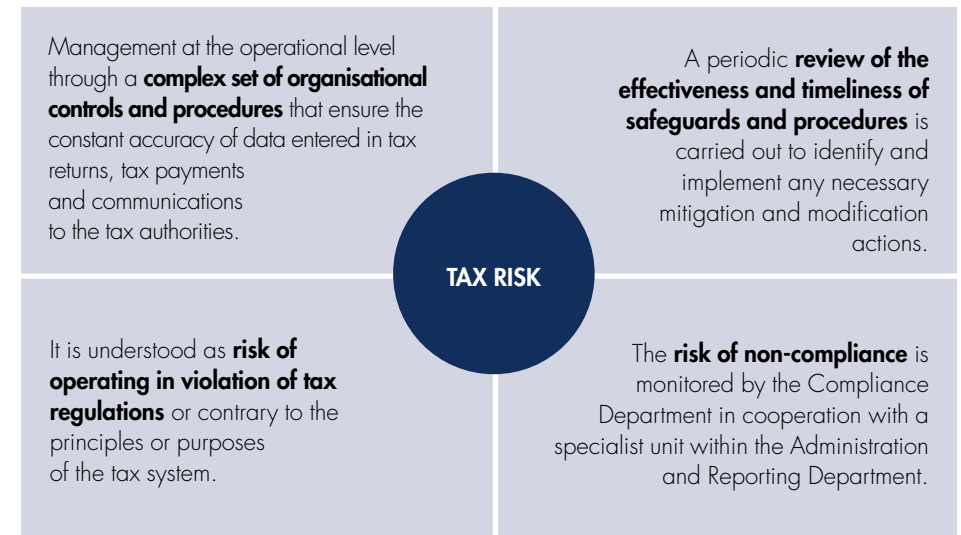 Management at the operational level
through a complex set of organisational
controls and procedures that ensure the
constant accuracy of data entered in tax
returns, tax payments
and communications
to the tax authorities.
A periodic review of the
effectiveness and timeliness of
safeguards and procedures is
carried out to identify and
implement any necessary
mitigation and modification
actions.
TAX RISK
It is understood as risk of
operating in violation of tax
regulations or contrary to the
principles or purposes
of the tax system.
The risk of non-compliance is
monitored by the Compliance
Department in cooperation with a
specialist unit within the Administration
and Reporting Department.